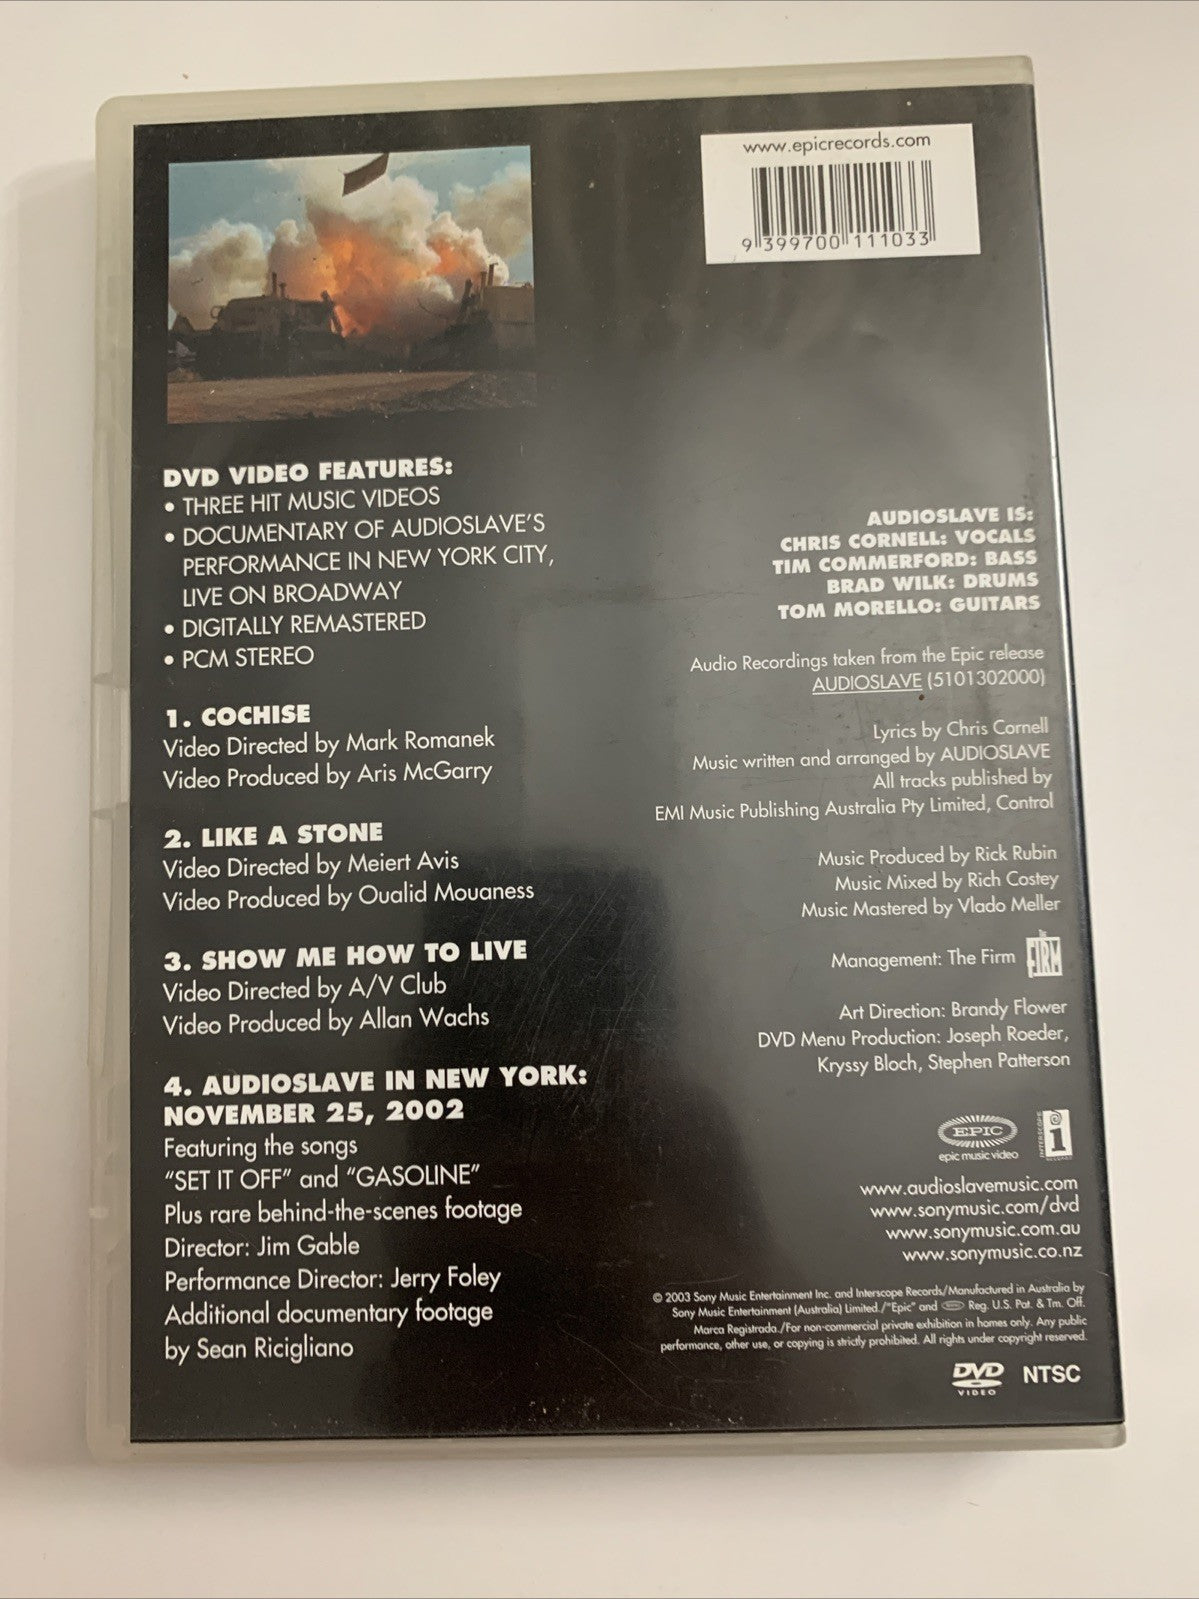 www.epicrecords.com
9 399700 111033
DVD VIDEO FEATURES:
• THREE HIT MUSIC VIDEOS
• DOCUMENTARY OF AUDIOSLAVE'S
PERFORMANCE IN NEW YORK CITY,
LIVE ON BROADWAY
• DIGITALLY REMASTERED
• PCM STEREO
1. COCHISE
Video Directed by Mark Romanek
Video Produced by Aris McGarry
2. LIKE A STONE
Video Directed by Meiert Avis
Video Produced by Oualid Mouaness
3. SHOW ME HOW TO LIVE
Video Directed by A/V Club
Video Produced by Allan Wachs
4. AUDIOSLAVE IN NEW YORK:
NOVEMBER 25, 2002
Featuring the songs
"SET IT OFF" and "GASOLINE"
Plus rare behind-the-scenes footage
Director: Jim Gable
Performance Director: Jerry Foley
Additional documentary footage
by Sean Ricigliano
AUDIOSLAVE IS:
CHRIS CORNELL: VOCALS
TIM COMMERFORD: BASS
BRAD WILK: DRUMS
TOM MORELLO: GUITARS
Audio Recordings taken from the Epic release
AUDIOSLAVE (5101302000)
Lyrics by Chris Cornell
Music written and arranged by AUDIOSLAVE
All tracks published by
EMI Music Publishing Australia Pty Limited, Control
Music Produced by Rick Rubin
Music Mixed by Rich Costey
Music Mastered by Vlado Meller
Management: The Firm THE FIRM
Art Direction: Brandy Flower
DVD Menu Production: Joseph Roeder,
Kryssy Bloch, Stephen Patterson
EPIC
epic music video
INTERSCOPE RECORDS
www.audioslavemusic.com
www.sonymusic.com/dvd
www.sonymusic.com.au
www.sonymusic.co.nz
© 2003 Sony Music Entertainment Inc. and Interscope Records/Manufactured in Australia by
Sony Music Entertainment (Australia) Limited./"Epic" and EPIC Reg. U.S. Pat. & Tm. Off.
Marca Registrada./For non-commercial private exhibition in homes only. Any public
performance, other use, or copying is strictly prohibited. All rights under copyright reserved.
DVD VIDEO NTSC